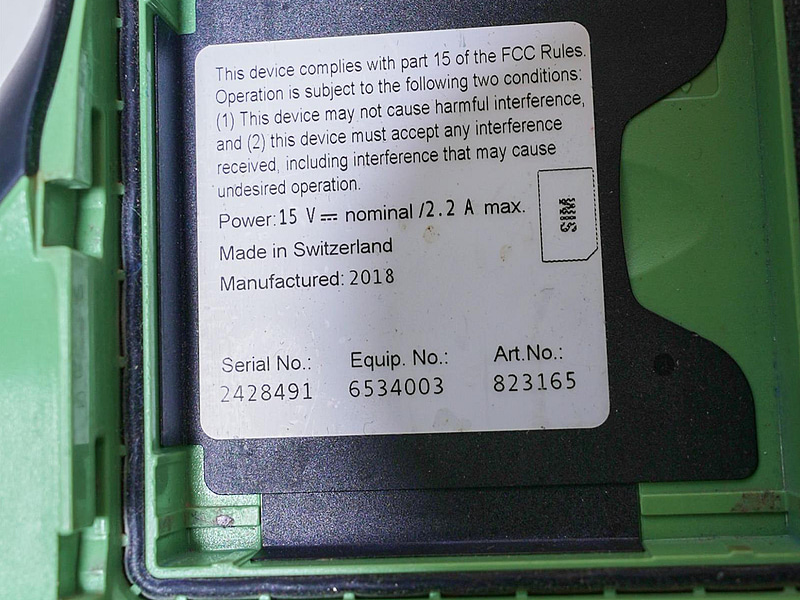 This device complies with part 15 of the FCC Rules.
Operation is subject to the following two conditions:
(1) This device may not cause harmful interference,
and (2) this device must accept any interference
received, including interference that may cause
undesired operation.
Power: 15 V⎓ nominal /2.2 A max.
SIM
Made in Switzerland
Manufactured: 2018
Serial No.: Equip. No.: Art.No.:
2428491 6534003 823165